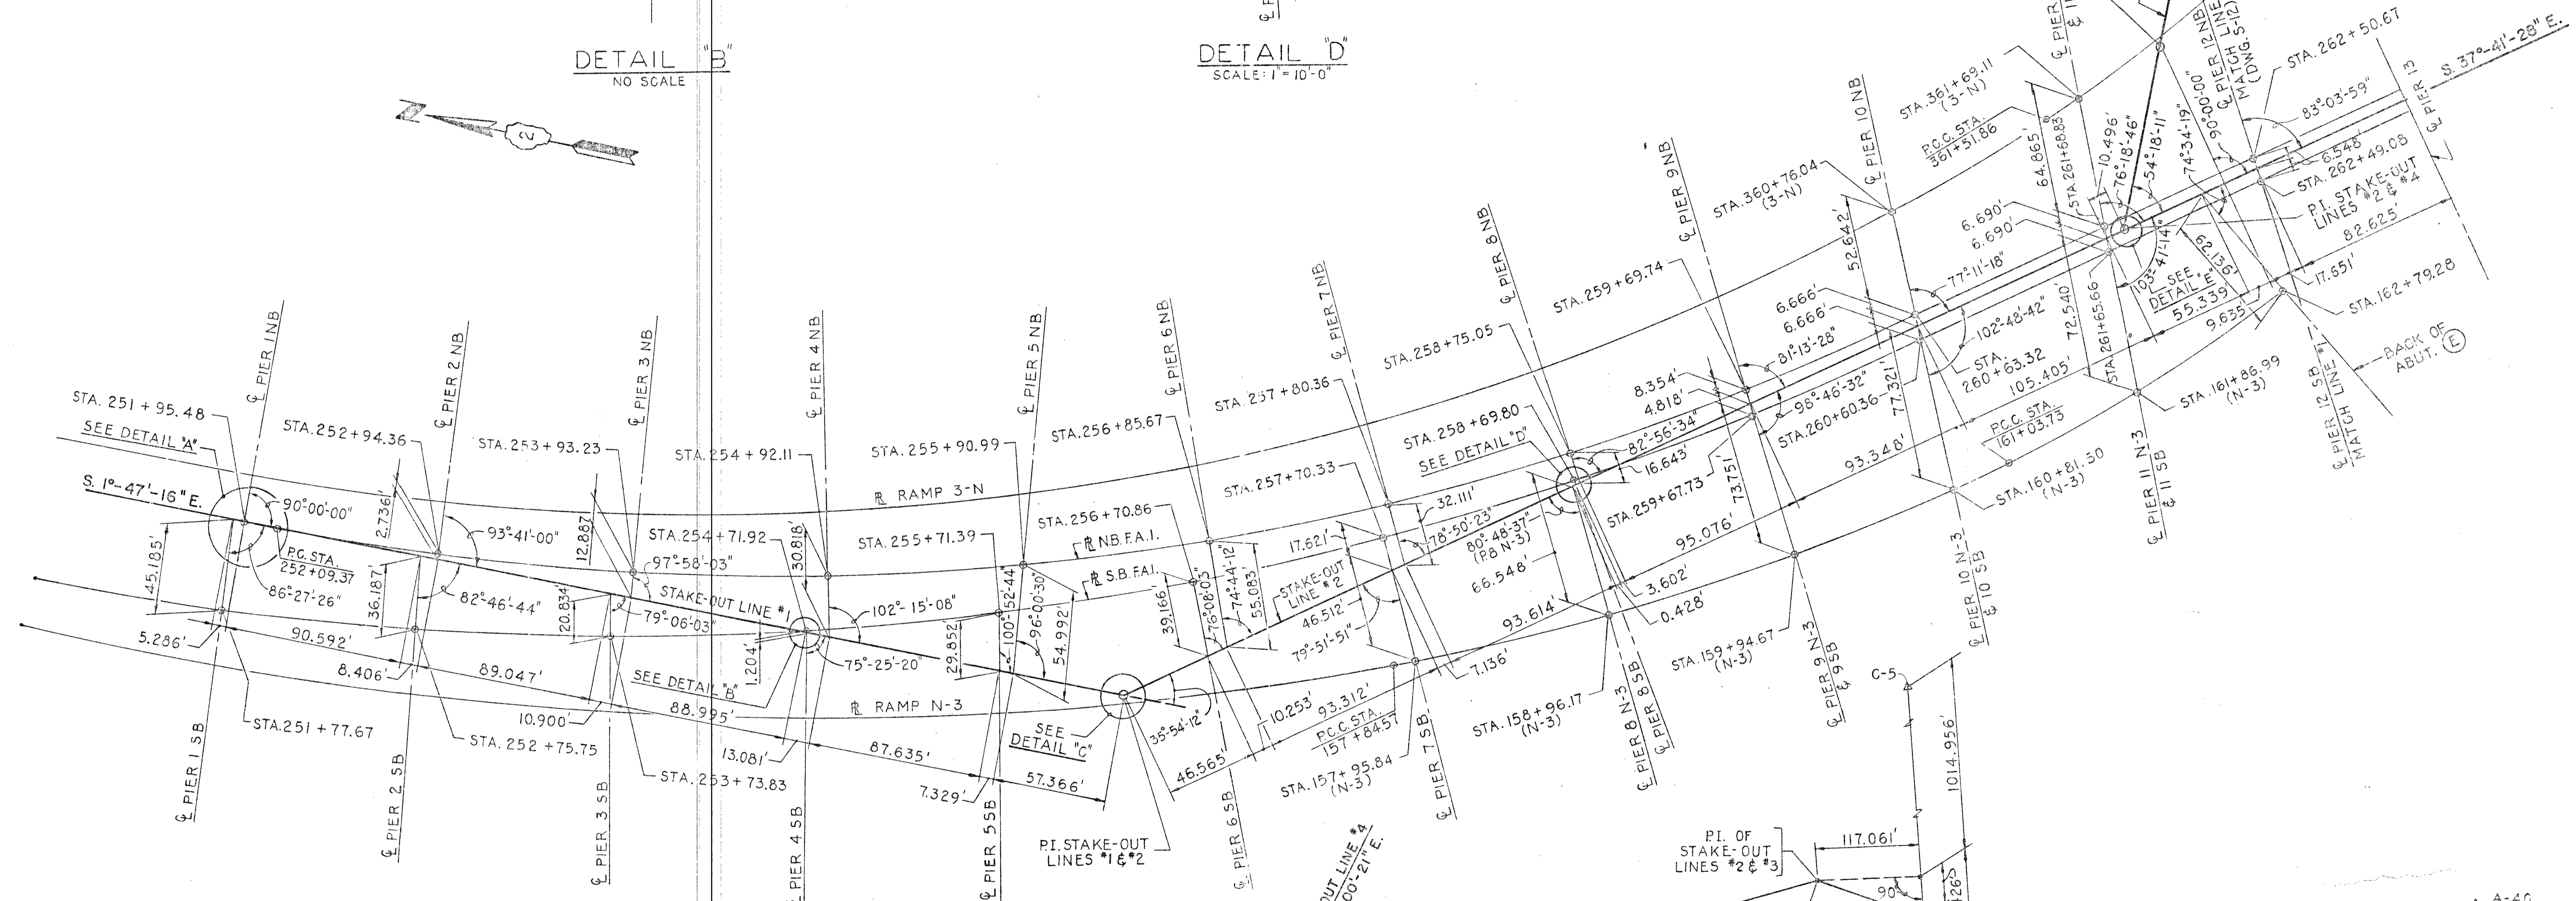 DETAIL "B"
NO SCALE
DETAIL "D"
SCALE: 1" = 10'-0"
N
2
STA. 251 + 95.48
SEE DETAIL "A"
S. 1°-47'-16" E.
℄ PIER 1 NB
90°-00'-00"
P.C. STA.
252+09.37
86°-27'-26"
45.185'
5.286'
90.592'
STA. 251 + 77.67
℄ PIER 1 SB
STA. 252 + 94.36
2.736'
℄ PIER 2 NB
93°-41'-00"
36.187'
82°-46'-44"
8.406'
89.047'
STA. 252 + 75.75
℄ PIER 2 SB
STA. 253 + 93.23
12.887'
℄ PIER 3 NB
97°-58'-03"
20.834'
79°-06'-03"
STAKE-OUT LINE #1
10.900'
88.995'
STA. 253 + 73.83
℄ PIER 3 SB
STA. 254 + 92.11
STA. 254 + 71.92
30.818'
℄ PIER 4 NB
102°-15'-08"
1.204'
75°-25'-20"
SEE DETAIL "B"
13.081'
87.635'
℄ PIER 4 SB
STA. 255 + 90.99
STA. 255 + 71.39
℄ PIER 5 NB
29.852'
100°-52'-44"
96°-00'-30"
54.992'
7.329'
57.366'
℄ PIER 5 SB
RAMP 3-N
N.B. F.A.I.
S.B. F.A.I.
RAMP N-3
SEE
DETAIL "C"
35°-54'-12"
P.I. STAKE-OUT
LINES #1 & #2
STA. 256 + 85.67
STA. 256 + 70.86
℄ PIER 6 NB
39.166'
76°-08'-03"
74°-44'-12"
55.083'
46.565'
10.253'
93.312'
℄ PIER 6 SB
STA. 257 + 80.36
STA. 257 + 70.33
℄ PIER 7 NB
32.111'
17.621'
78°-50'-23"
STAKE-OUT
LINE #2
46.512'
79°-51'-51"
P.C.C. STA.
157 + 84.57
STA. 157 + 95.84
(N-3)
7.136'
93.614'
℄ PIER 7 SB
STA. 258 + 75.05
STA. 258 + 69.80
SEE DETAIL "D"
℄ PIER 8 NB
82°-56'-34"
16.643'
80°-48'-37"
(P.8 N-3)
66.548'
3.602'
0.428'
STA. 158 + 96.17
(N-3)
℄ PIER 8 N-3
℄ PIER 8 SB
95.076'
STA. 259 + 69.74
STA. 259+67.73
℄ PIER 9 NB
8.354'
4.818'
81°-13'-28"
98°-46'-32"
73.751'
STA. 159 + 94.67
(N-3)
℄ PIER 9 N-3
& 9 SB
93.348'
STA. 360 + 76.04
(3-N)
℄ PIER 10 NB
52.642'
6.666'
6.666'
77°-11'-18"
102°-48'-42"
STA.
260 + 63.32
STA. 260+60.36
77.321'
105.405'
P.C.C. STA.
161+03.73
STA. 160 + 81.30
(N-3)
℄ PIER 10 N-3
& 10 SB
STA. 361 + 69.11
(3-N)
P.C.C. STA.
361+51.86
℄ PIER
64.865'
STA. 261+68.83
10.496'
76°-18'-46"
54°-18'-11"
74°-34'-19"
90°-00'-00"
6.690'
6.690'
72.540'
STA. 261+65.66
103°-41'-14"
SEE
DETAIL "E"
62.136'
55.339'
9.635'
17.651'
82.625'
STA. 161 + 86.99
(N-3)
℄ PIER 11 N-3
& 11 SB
℄ PIER 12 NB
MATCH LINE
(DWG. S-12)
STA. 262 + 50.67
83°-03'-59"
S. 37°-41'-28" E.
℄ PIER 13
6.548'
STA. 262 + 49.08
P.I. STAKE-OUT
LINES #2 & #4
STA. 162 + 79.28
BACK OF
ABUT. E
℄ PIER 12 SB
MATCH LINE #1
C-5
1014.956'
117.061'
P.I. OF
STAKE-OUT
LINES #2 & #3
90°
OUT LINE #4
00'-21" E.
A-40